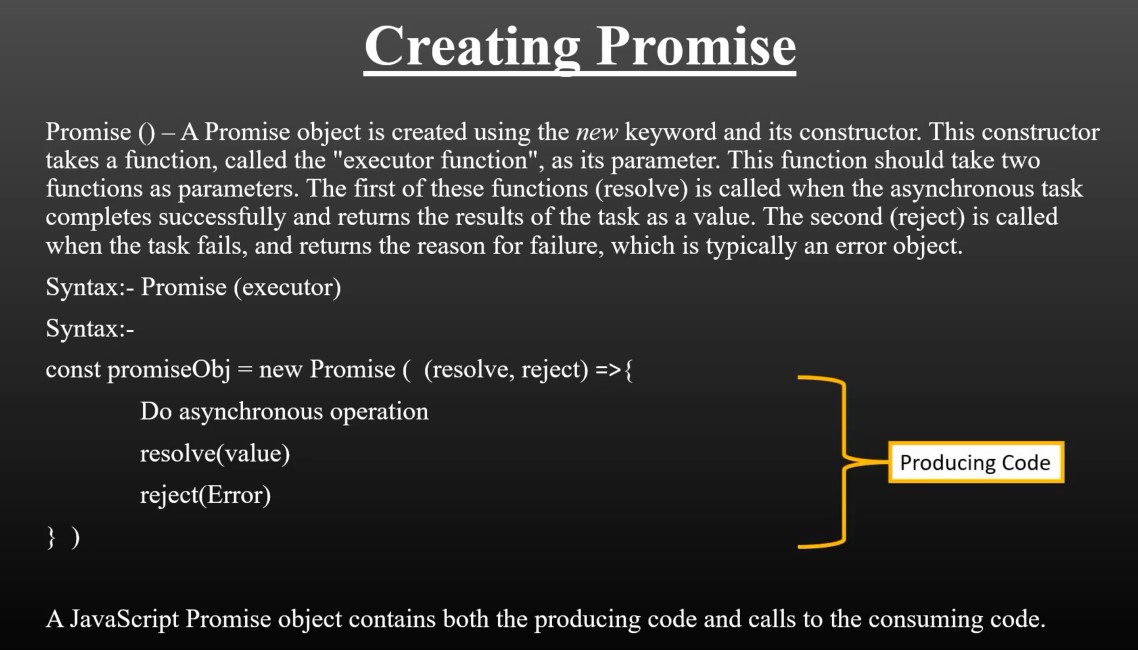 Creating Promise
Promise () – A Promise object is created using the new keyword and its constructor. This constructor
takes a function, called the "executor function", as its parameter. This function should take two
functions as parameters. The first of these functions (resolve) is called when the asynchronous task
completes successfully and returns the results of the task as a value. The second (reject) is called
when the task fails, and returns the reason for failure, which is typically an error object.
Syntax:- Promise (executor)
Syntax:-
const promiseObj = new Promise ( (resolve, reject) =>{
Do asynchronous operation
resolve(value)
reject(Error)
} )
Producing Code
A JavaScript Promise object contains both the producing code and calls to the consuming code.